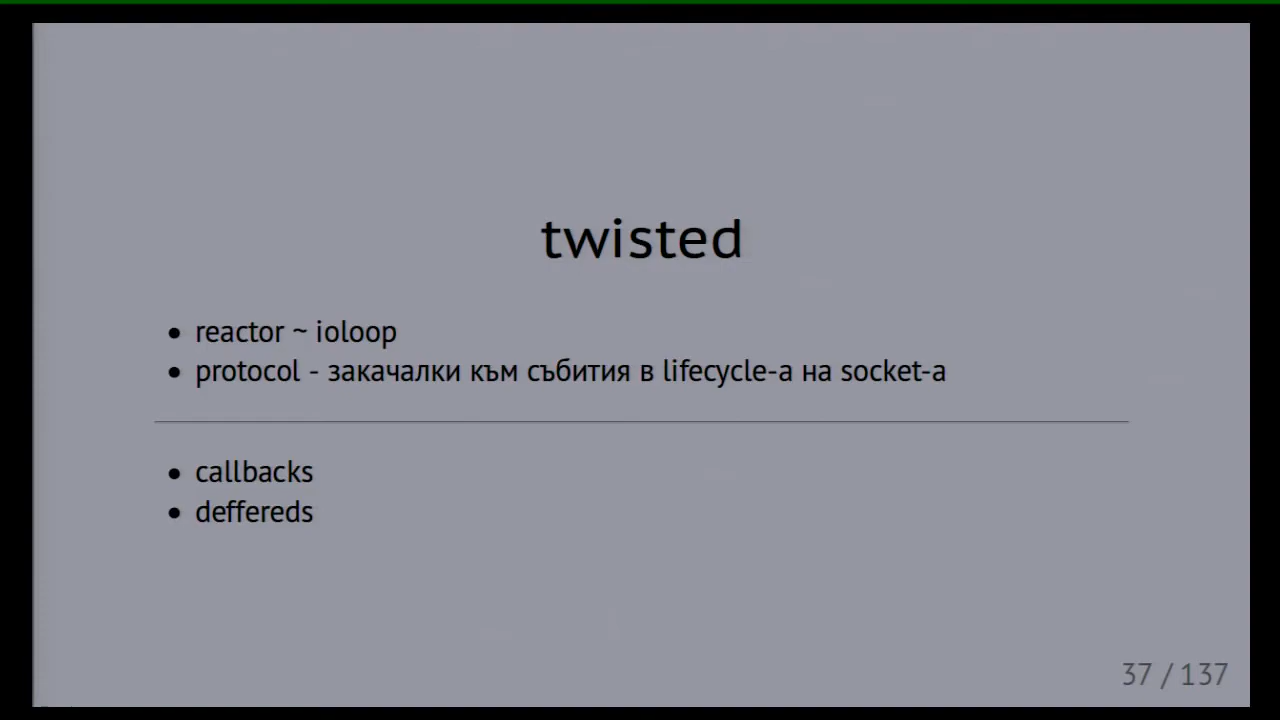 twisted
• reactor ~ ioloop
• protocol - закачалки към събития в lifecycle-а на socket-а
• callbacks
• deffereds
37 / 137